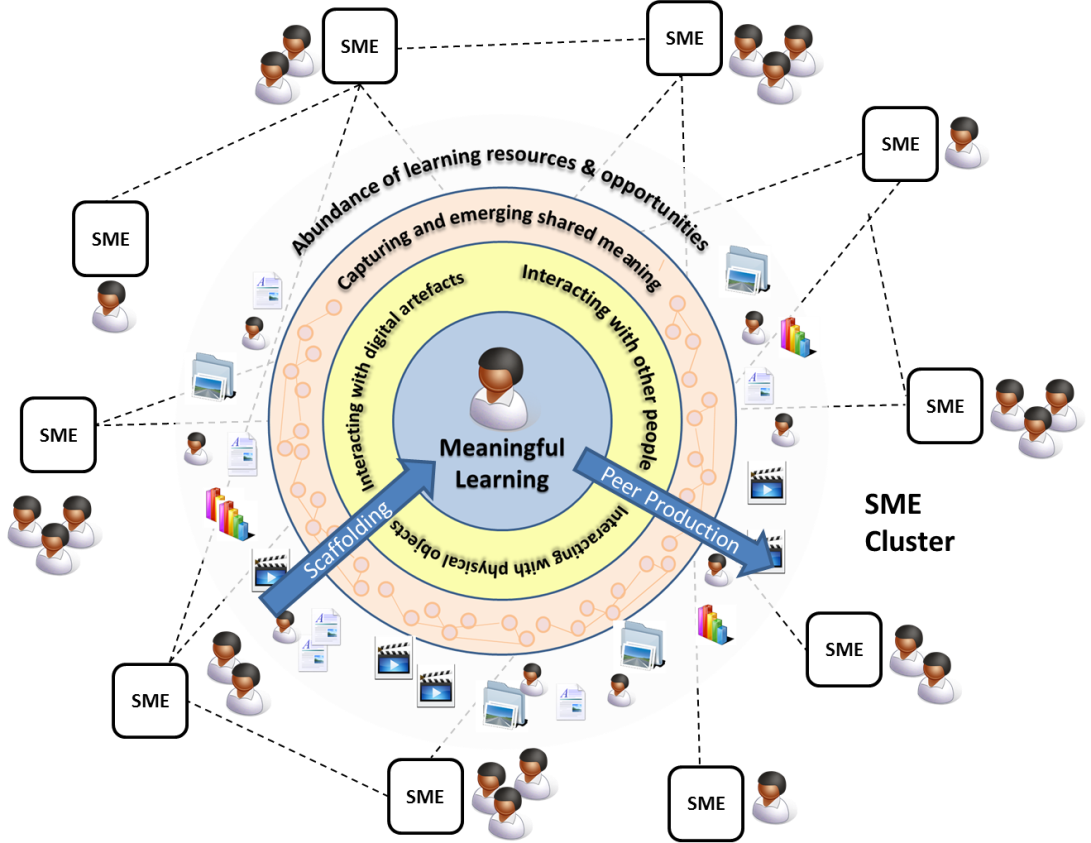 SME
SME
SME
SME
Abundance of learning resources & opportunities
Capturing and emerging shared meaning
Interacting with digital artefacts
Interacting with other people
Meaningful
Learning
SME
SME
Scaffolding
Peer Production
Interacting with physical objects
SME
Cluster
SME
SME
SME
SME